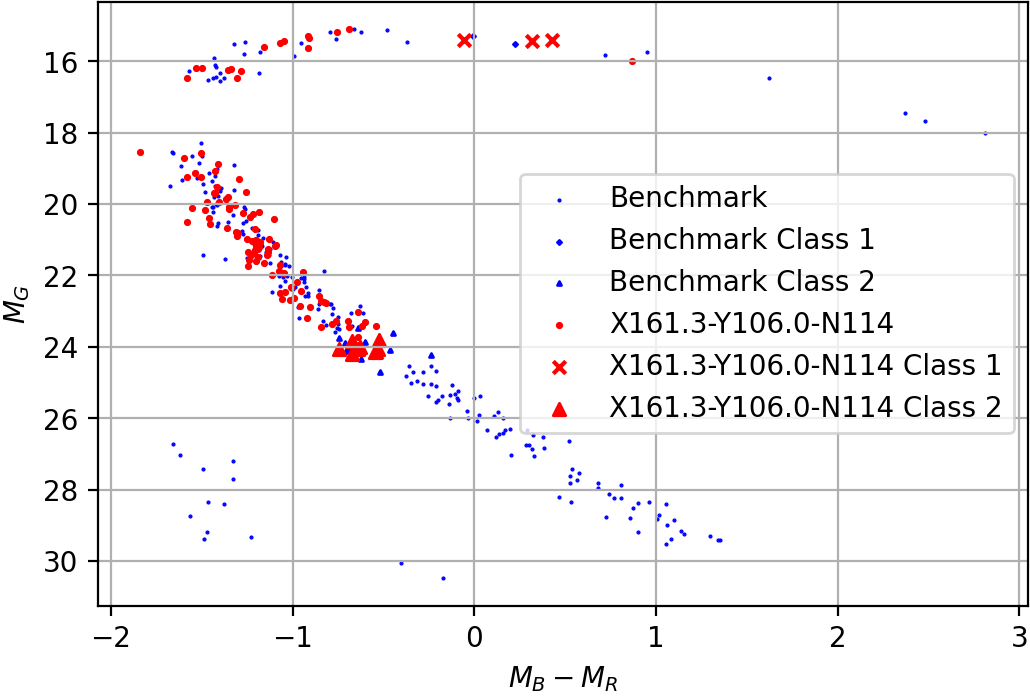 16
18
20
22
24
26
28
30
M_G
−2
−1
0
1
2
3
M_B − M_R
Benchmark
Benchmark Class 1
Benchmark Class 2
X161.3-Y106.0-N114
X161.3-Y106.0-N114 Class 1
X161.3-Y106.0-N114 Class 2